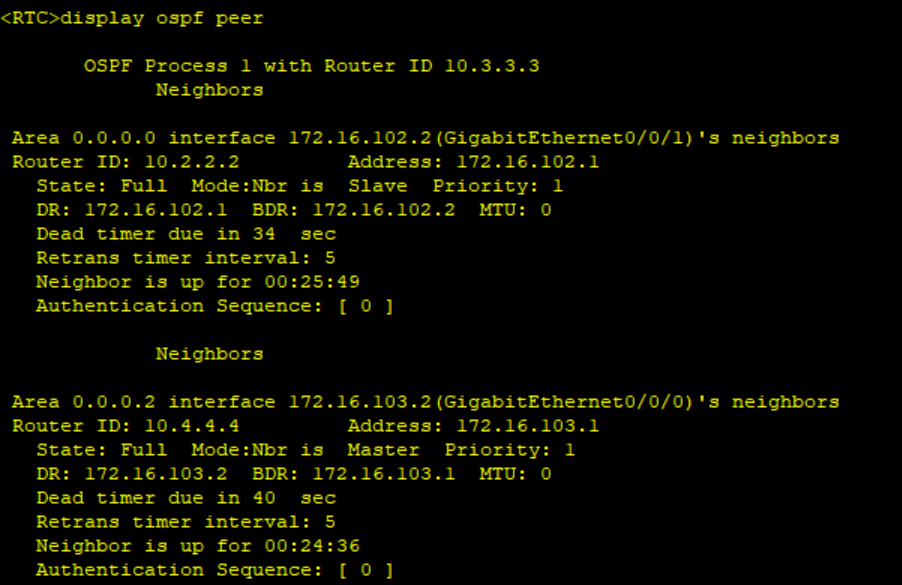 <RTC>display ospf peer
OSPF Process 1 with Router ID 10.3.3.3
Neighbors
Area 0.0.0.0 interface 172.16.102.2(GigabitEthernet0/0/1)'s neighbors
Router ID: 10.2.2.2 Address: 172.16.102.1
State: Full Mode:Nbr is Slave Priority: 1
DR: 172.16.102.1 BDR: 172.16.102.2 MTU: 0
Dead timer due in 34 sec
Retrans timer interval: 5
Neighbor is up for 00:25:49
Authentication Sequence: [ 0 ]
Neighbors
Area 0.0.0.2 interface 172.16.103.2(GigabitEthernet0/0/0)'s neighbors
Router ID: 10.4.4.4 Address: 172.16.103.1
State: Full Mode:Nbr is Master Priority: 1
DR: 172.16.103.2 BDR: 172.16.103.1 MTU: 0
Dead timer due in 40 sec
Retrans timer interval: 5
Neighbor is up for 00:24:36
Authentication Sequence: [ 0 ]